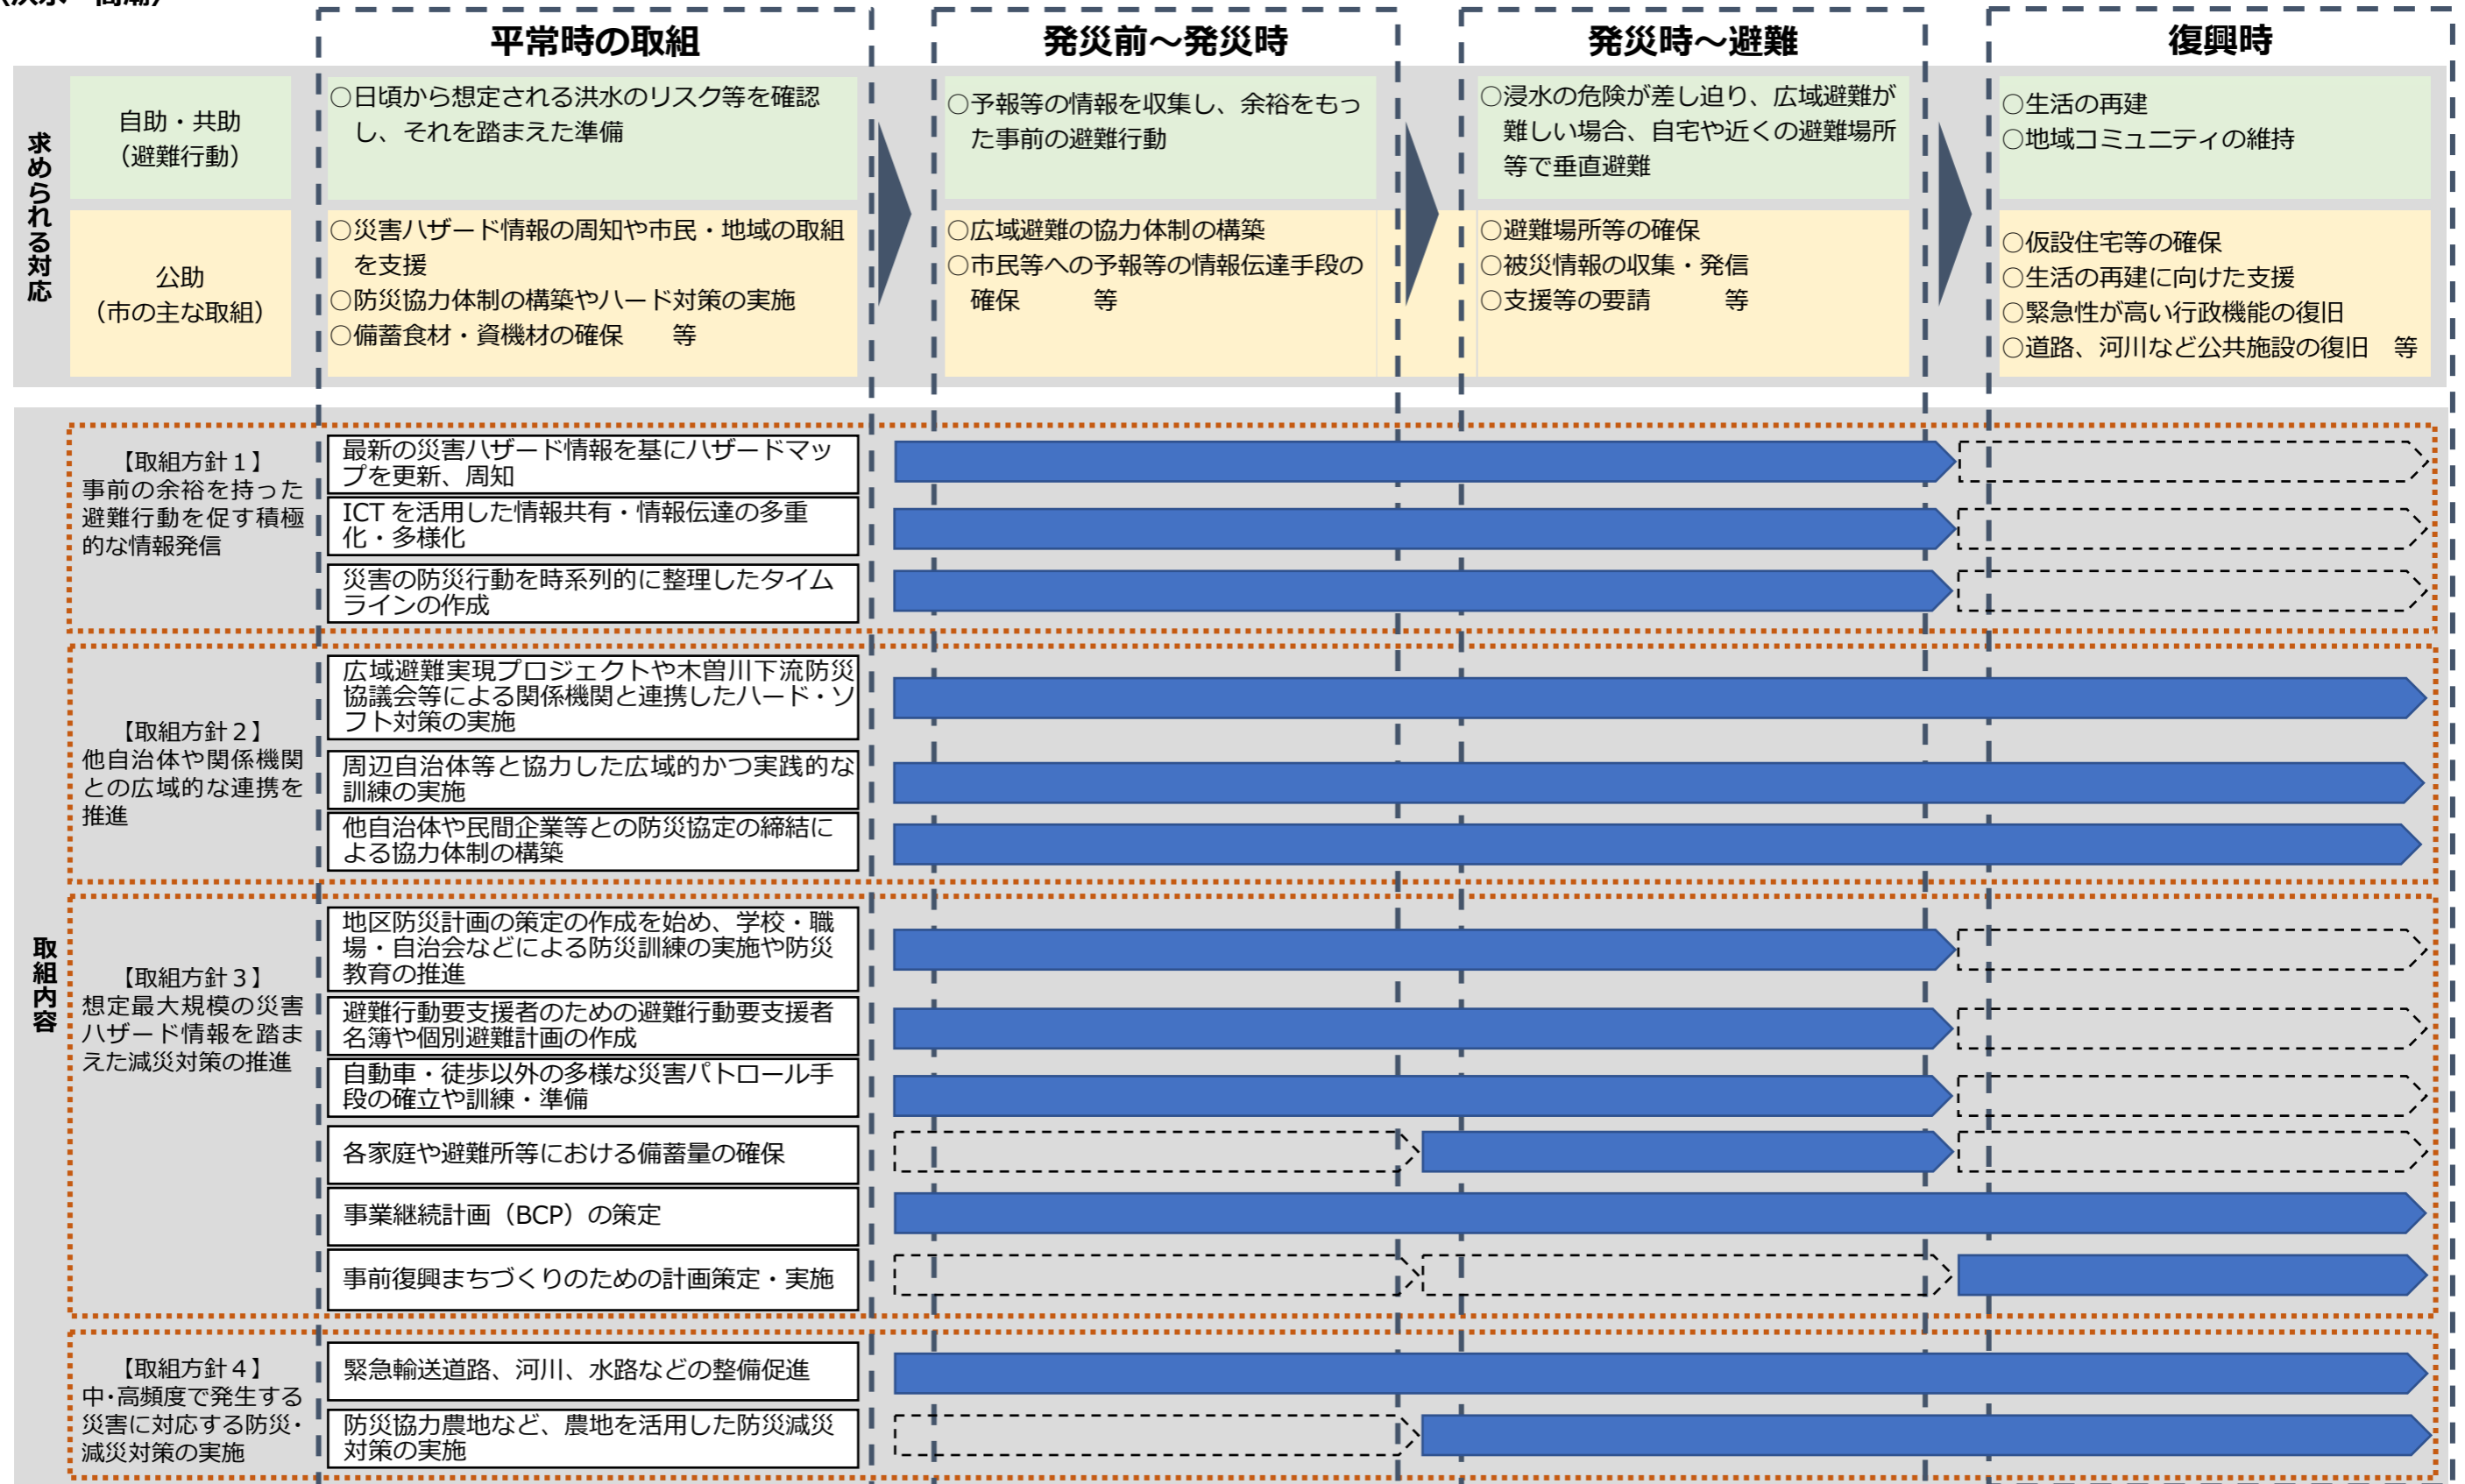 平常時の取組
発災前～発災時
発災時～避難
復興時
求められる対応
自助・共助
（避難行動）
○日頃から想定される洪水のリスク等を確認
し、それを踏まえた準備
○予報等の情報を収集し、余裕をもっ
た事前の避難行動
○浸水の危険が差し迫り、広域避難が
難しい場合、自宅や近くの避難場所
等で垂直避難
○生活の再建
○地域コミュニティの維持
公助
（市の主な取組）
○災害ハザード情報の周知や市民・地域の取組
を支援
○防災協力体制の構築やハード対策の実施
○備蓄食材・資機材の確保　　等
○広域避難の協力体制の構築
○市民等への予報等の情報伝達手段の
確保　　　等
○避難場所等の確保
○被災情報の収集・発信
○支援等の要請　　　等
○仮設住宅等の確保
○生活の再建に向けた支援
○緊急性が高い行政機能の復旧
○道路、河川など公共施設の復旧　等
取組内容
【取組方針１】
事前の余裕を持った
避難行動を促す積極
的な情報発信
最新の災害ハザード情報を基にハザードマッ
プを更新、周知
ICT を活用した情報共有・情報伝達の多重
化・多様化
災害の防災行動を時系列的に整理したタイム
ラインの作成
【取組方針２】
他自治体や関係機関
との広域的な連携を
推進
広域避難実現プロジェクトや木曽川下流防災
協議会等による関係機関と連携したハード・ソ
フト対策の実施
周辺自治体等と協力した広域的かつ実践的な
訓練の実施
他自治体や民間企業等との防災協定の締結に
よる協力体制の構築
【取組方針３】
想定最大規模の災害
ハザード情報を踏ま
えた減災対策の推進
地区防災計画の策定の作成を始め、学校・職
場・自治会などによる防災訓練の実施や防災
教育の推進
避難行動要支援者のための避難行動要支援者
名簿や個別避難計画の作成
自動車・徒歩以外の多様な災害パトロール手
段の確立や訓練・準備
各家庭や避難所等における備蓄量の確保
事業継続計画（BCP）の策定
事前復興まちづくりのための計画策定・実施
【取組方針４】
中・高頻度で発生する
災害に対応する防災・
減災対策の実施
緊急輸送道路、河川、水路などの整備促進
防災協力農地など、農地を活用した防災減災
対策の実施